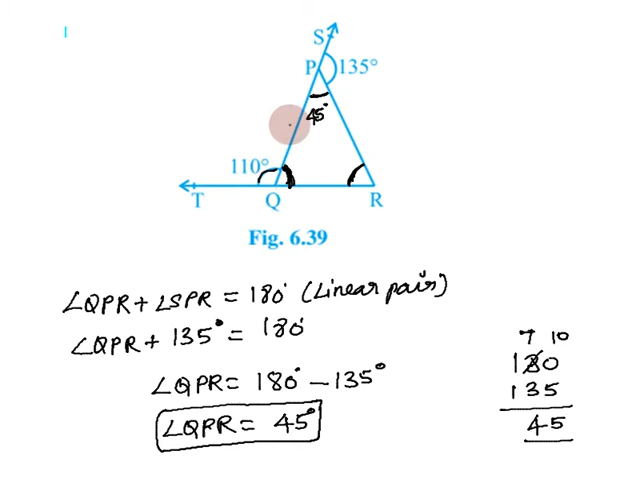 S
P 135°
45°
110°
T Q R
Fig. 6.39
∠QPR + ∠SPR = 180° (Linear pair)
∠QPR + 135° = 180°
∠QPR = 180° – 135°
∠QPR = 45°
7 10
180
135
45